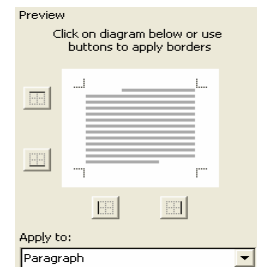 Preview
Click on diagram below or use
buttons to apply borders
Apply to:
Paragraph